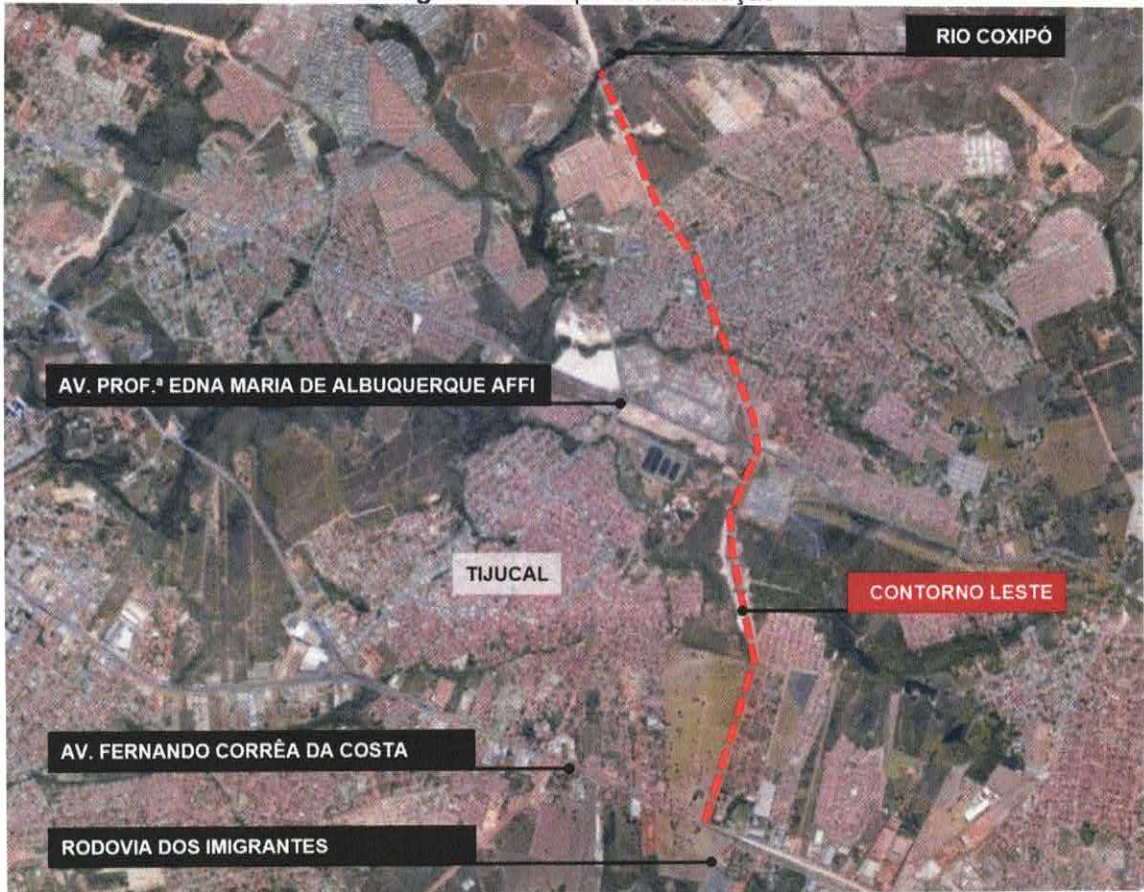 RIO COXIPÓ
AV. PROF.ª EDNA MARIA DE ALBUQUERQUE AFFI
TIJUCAL
CONTORNO LESTE
AV. FERNANDO CORRÊA DA COSTA
RODOVIA DOS IMIGRANTES